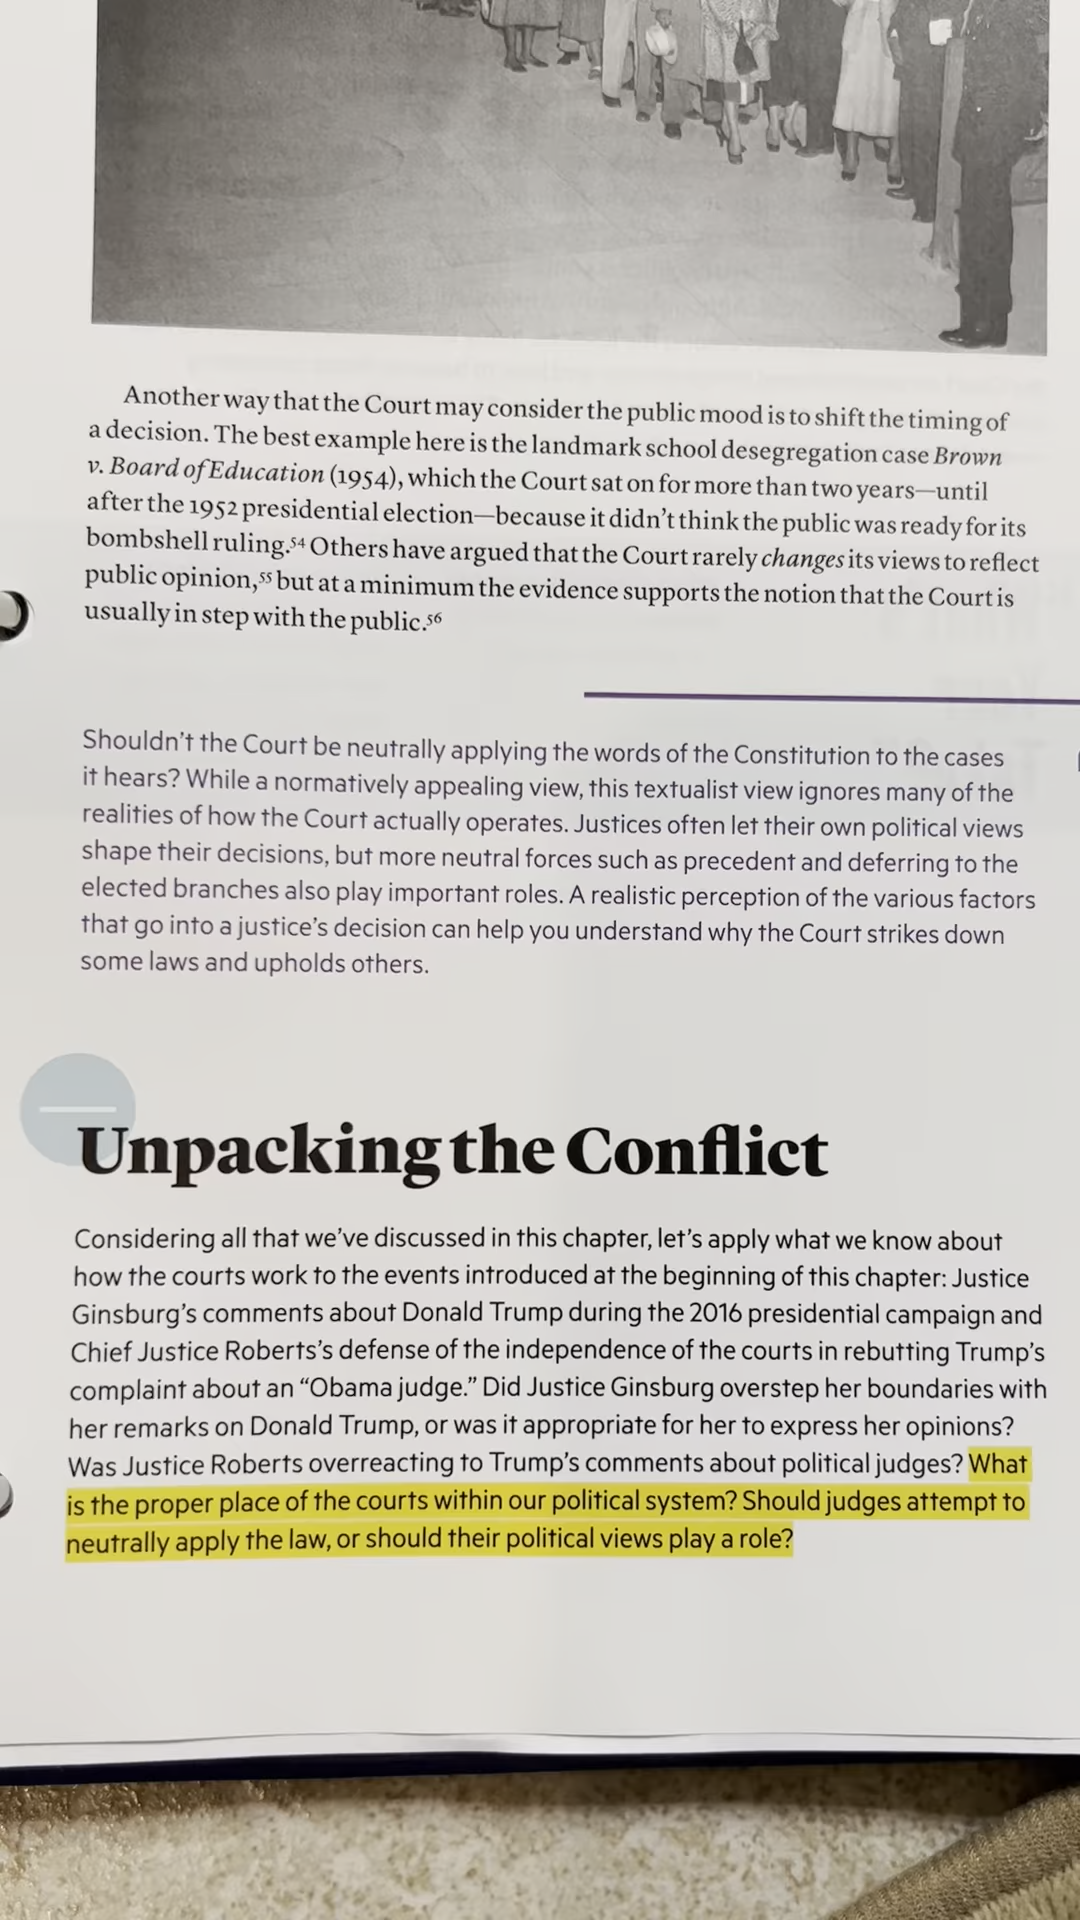 Another way that the Court may consider the public mood is to shift the timing of
a decision. The best example here is the landmark school desegregation case Brown
v. Board of Education (1954), which the Court sat on for more than two years—until
after the 1952 presidential election—because it didn't think the public was ready for its
bombshell ruling.⁵⁴ Others have argued that the Court rarely changes its views to reflect
public opinion,⁵⁵ but at a minimum the evidence supports the notion that the Court is
usually in step with the public.⁵⁶
Shouldn't the Court be neutrally applying the words of the Constitution to the cases
it hears? While a normatively appealing view, this textualist view ignores many of the
realities of how the Court actually operates. Justices often let their own political views
shape their decisions, but more neutral forces such as precedent and deferring to the
elected branches also play important roles. A realistic perception of the various factors
that go into a justice's decision can help you understand why the Court strikes down
some laws and upholds others.
Unpacking the Conflict
Considering all that we've discussed in this chapter, let's apply what we know about
how the courts work to the events introduced at the beginning of this chapter: Justice
Ginsburg's comments about Donald Trump during the 2016 presidential campaign and
Chief Justice Roberts's defense of the independence of the courts in rebutting Trump's
complaint about an “Obama judge.” Did Justice Ginsburg overstep her boundaries with
her remarks on Donald Trump, or was it appropriate for her to express her opinions?
Was Justice Roberts overreacting to Trump's comments about political judges? What
is the proper place of the courts within our political system? Should judges attempt to
neutrally apply the law, or should their political views play a role?